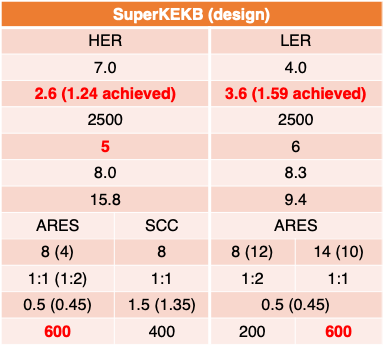 SuperKEKB (design)
HER LER
7.0 4.0
2.6 (1.24 achieved) 3.6 (1.59 achieved)
2500 2500
5 6
8.0 8.3
15.8 9.4
ARES SCC ARES
8 (4) 8 8 (12) 14 (10)
1:1 (1:2) 1:1 1:2 1:1
0.5 (0.45) 1.5 (1.35) 0.5 (0.45)
600 400 200 600